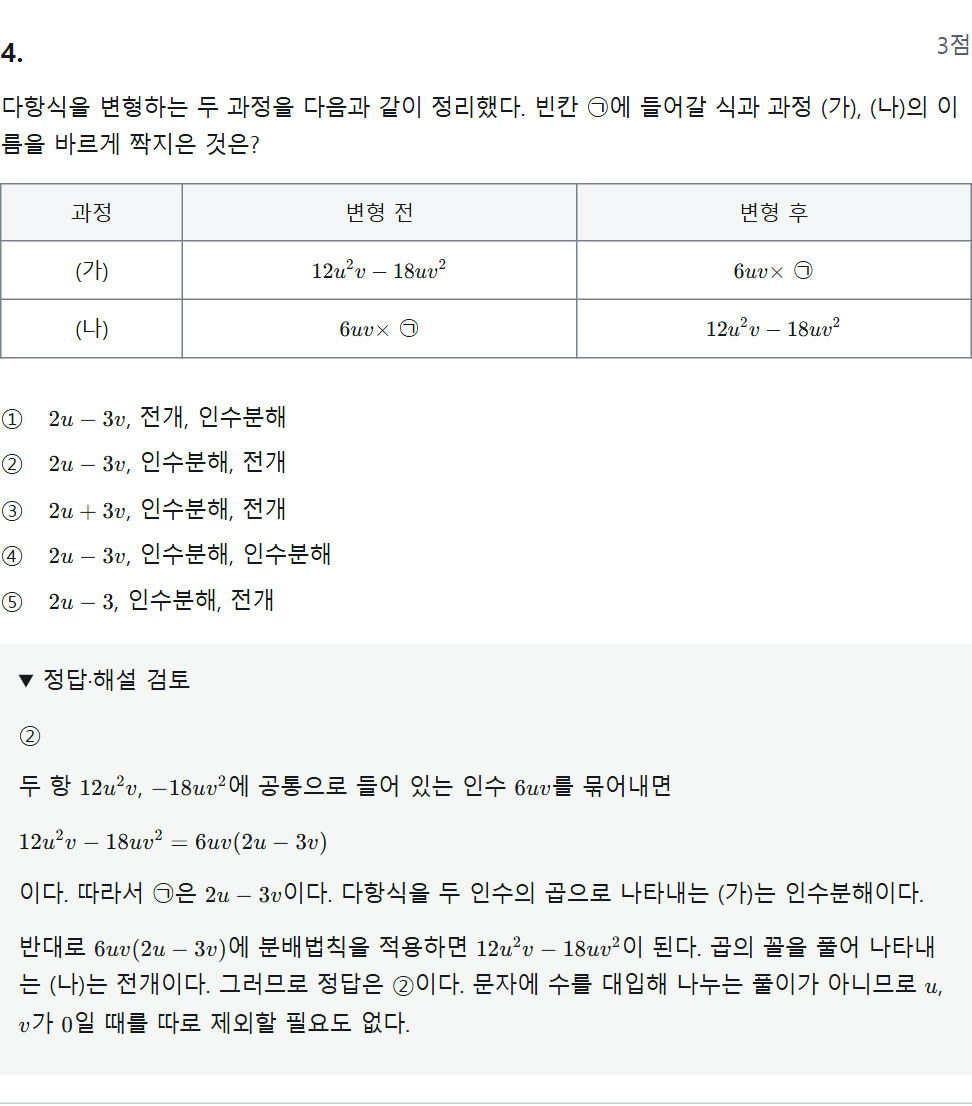 4.
3점
다항식을 변형하는 두 과정을 다음과 같이 정리했다. 빈칸 ㉠에 들어갈 식과 과정 (가), (나)의 이
름을 바르게 짝지은 것은?
과정 변형 전 변형 후
(가) 12u²v − 18uv² 6uv× ㉠
(나) 6uv× ㉠ 12u²v − 18uv²
① 2u − 3v, 전개, 인수분해
② 2u − 3v, 인수분해, 전개
③ 2u + 3v, 인수분해, 전개
④ 2u − 3v, 인수분해, 인수분해
⑤ 2u − 3, 인수분해, 전개
▼ 정답·해설 검토
②
두 항 12u²v, −18uv²에 공통으로 들어 있는 인수 6uv를 묶어내면
12u²v − 18uv² = 6uv(2u − 3v)
이다. 따라서 ㉠은 2u − 3v이다. 다항식을 두 인수의 곱으로 나타내는 (가)는 인수분해이다.
반대로 6uv(2u − 3v)에 분배법칙을 적용하면 12u²v − 18uv²이 된다. 곱의 꼴을 풀어 나타내
는 (나)는 전개이다. 그러므로 정답은 ②이다. 문자에 수를 대입해 나누는 풀이가 아니므로 u,
v가 0일 때를 따로 제외할 필요도 없다.